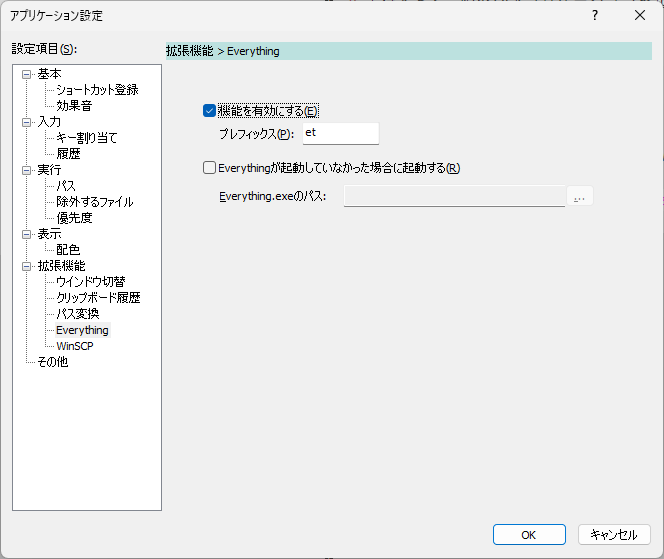 アプリケーション設定
設定項目(S):
基本
ショートカット登録
効果音
入力
キー割り当て
履歴
実行
パス
除外するファイル
優先度
表示
配色
拡張機能
ウインドウ切替
クリップボード履歴
パス変換
Everything
WinSCP
その他
拡張機能 > Everything
機能を有効にする(E)
プレフィックス(P): et
Everythingが起動していなかった場合に起動する(R)
Everything.exeのパス: ...
OK キャンセル